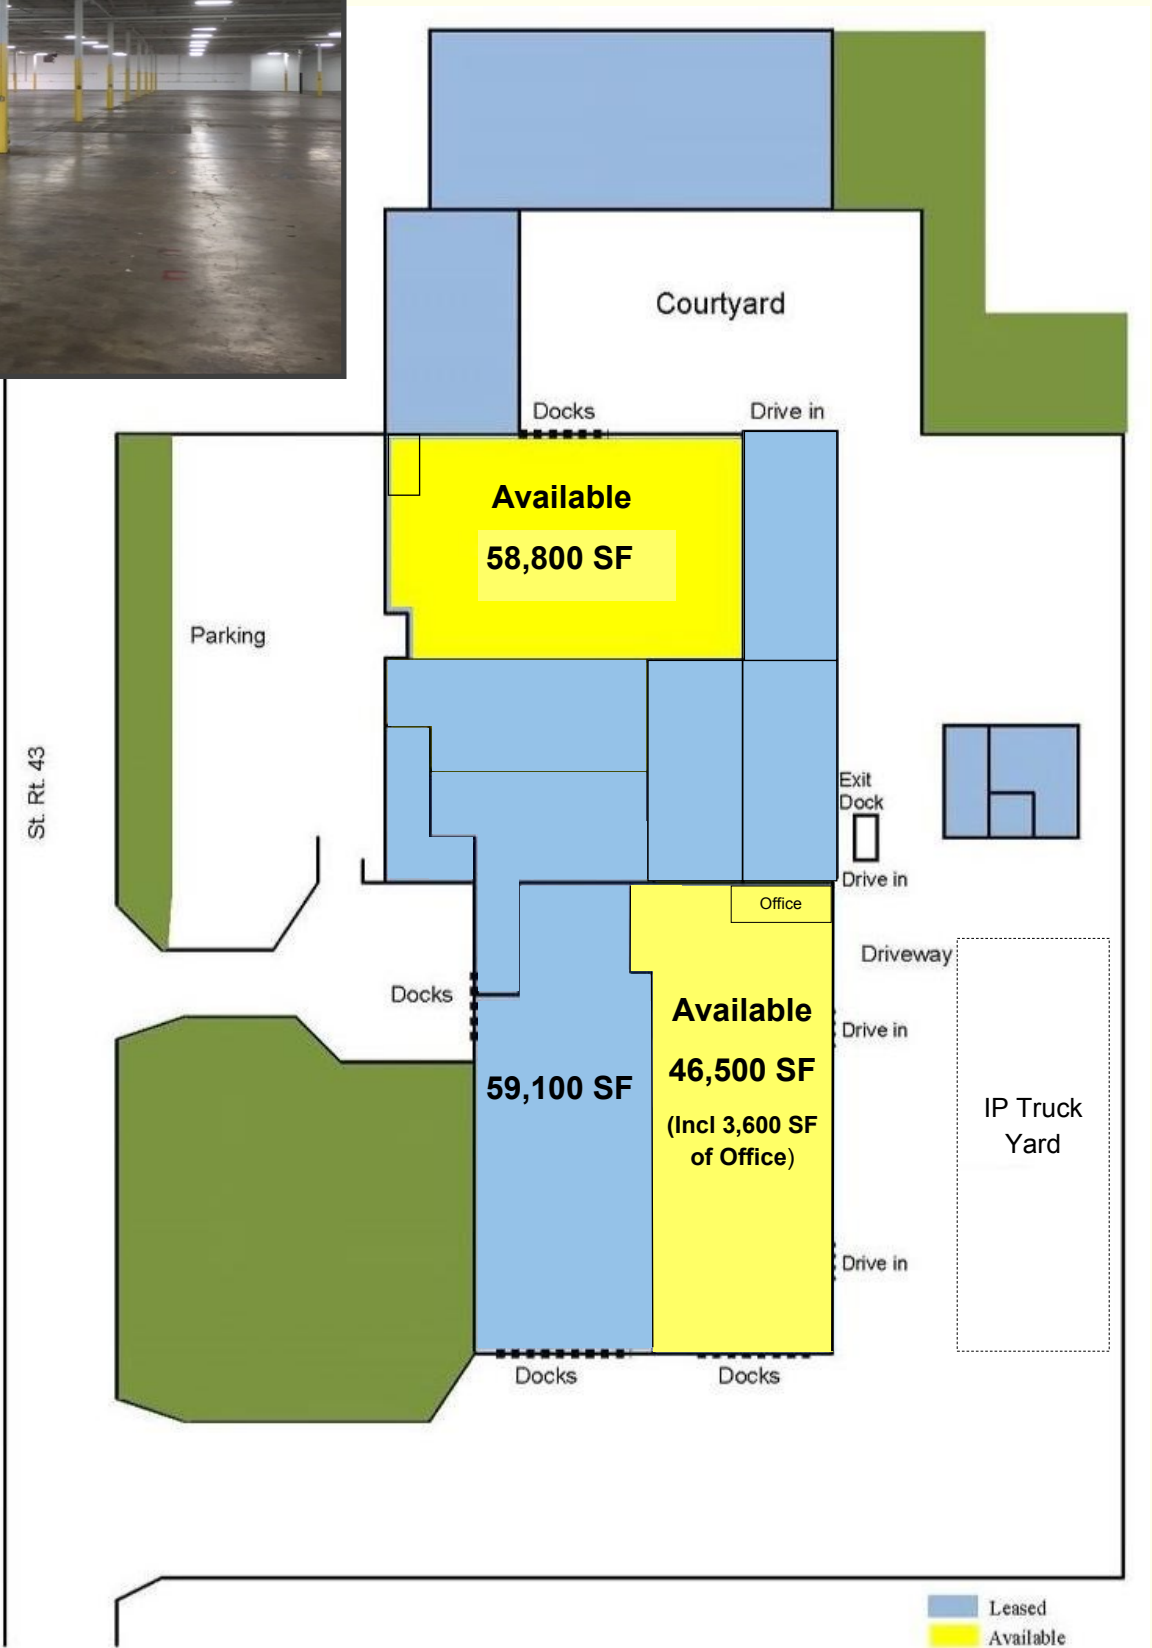 Courtyard
Docks
Drive in
Available
58,800 SF
Parking
St. Rt. 43
Exit
Dock
Drive in
Office
Driveway
Docks
Available
Drive in
59,100 SF
46,500 SF
(Incl 3,600 SF
of Office)
IP Truck
Yard
Drive in
Docks
Docks
Leased
Available